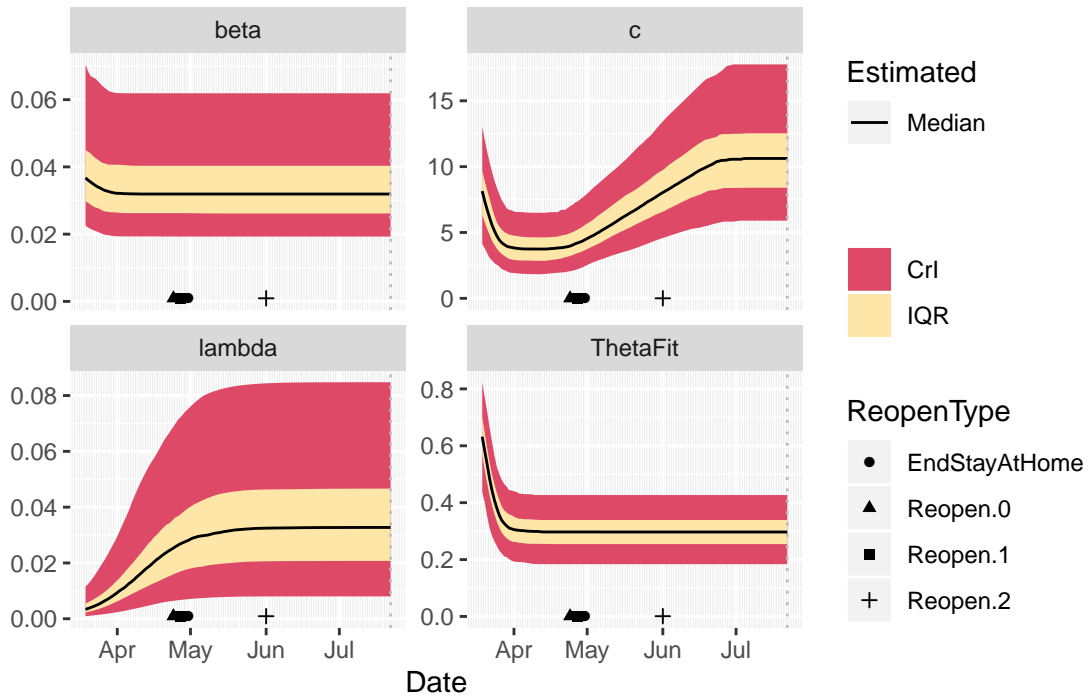 beta
c
0.06
0.04
0.02
0.00
15
10
5
0
lambda
ThetaFit
0.08
0.06
0.04
0.02
0.00
0.8
0.6
0.4
0.2
0.0
Apr May Jun Jul
Apr May Jun Jul
Date
Estimated
Median
CrI
IQR
ReopenType
EndStayAtHome
Reopen.0
Reopen.1
Reopen.2